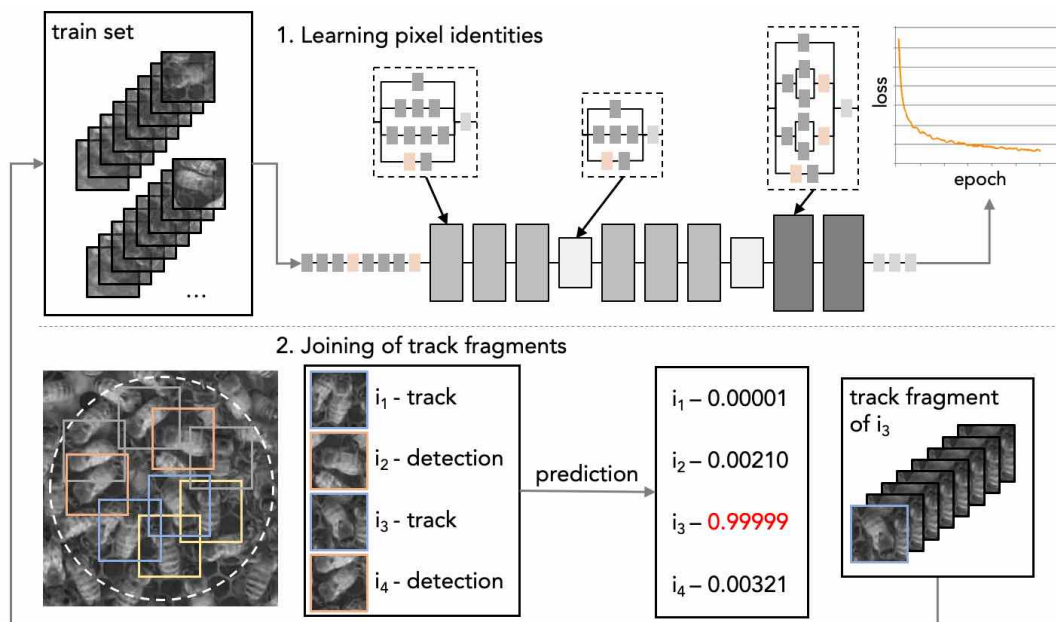 train set
...
1. Learning pixel identities
loss
epoch
2. Joining of track fragments
i₁ - track
i₂ - detection
i₃ - track
i₄ - detection
prediction
i₁ – 0.00001
i₂ – 0.00210
i₃ – 0.99999
i₄ – 0.00321
track fragment
of i₃